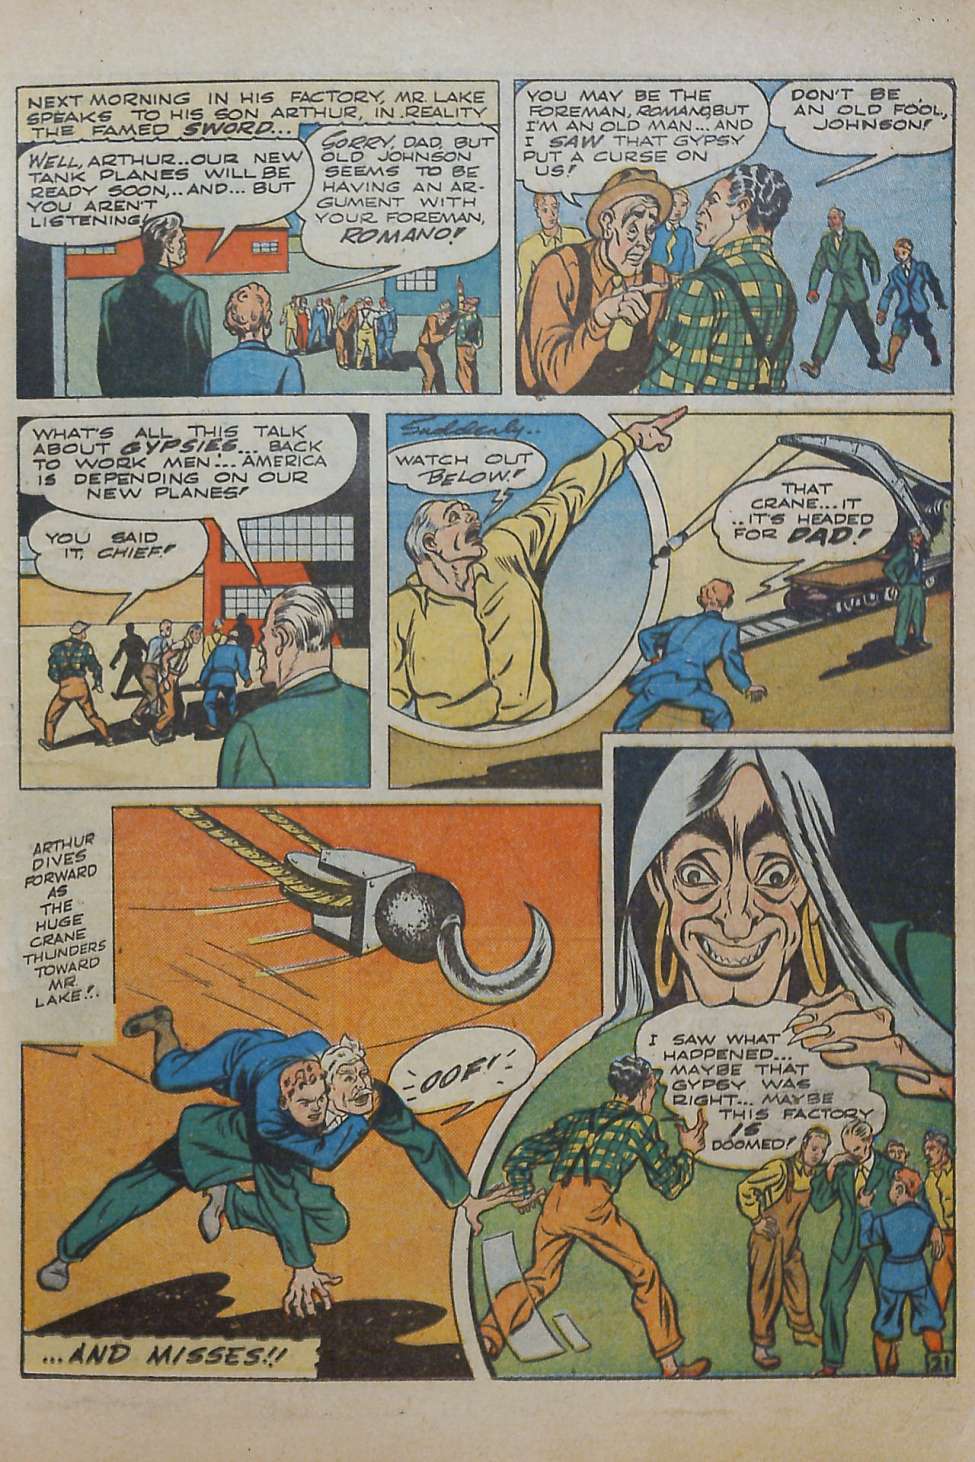 NEXT MORNING IN HIS FACTORY, MR. LAKE
SPEAKS TO HIS SON ARTHUR, IN REALITY
THE FAMED SWORD...
WELL, ARTHUR..OUR NEW
TANK PLANES WILL BE
READY SOON,..AND... BUT
YOU AREN'T
LISTENING!
SORRY, DAD, BUT
OLD JOHNSON
SEEMS TO BE
HAVING AN AR-
GUMENT WITH
YOUR FOREMAN,
ROMANO!
YOU MAY BE THE
FOREMAN, ROMANO, BUT
I'M AN OLD MAN...AND
I SAW THAT GYPSY
PUT A CURSE ON
US!
DON'T BE
AN OLD FOOL,
JOHNSON!
WHAT'S ALL THIS TALK
ABOUT GYPSIES... BACK
TO WORK MEN!... AMERICA
IS DEPENDING ON OUR
NEW PLANES!
YOU SAID
IT, CHIEF!
Suddenly..
WATCH OUT
BELOW!
THAT
CRANE...IT
..IT'S HEADED
FOR DAD!
ARTHUR
DIVES
FORWARD
AS
THE
HUGE
CRANE
THUNDERS
TOWARD
MR.
LAKE!..
OOF!
...AND MISSES!!
I SAW WHAT
HAPPENED...
MAYBE THAT
GYPSY WAS
RIGHT... MAYBE
THIS FACTORY
IS
DOOMED!
21